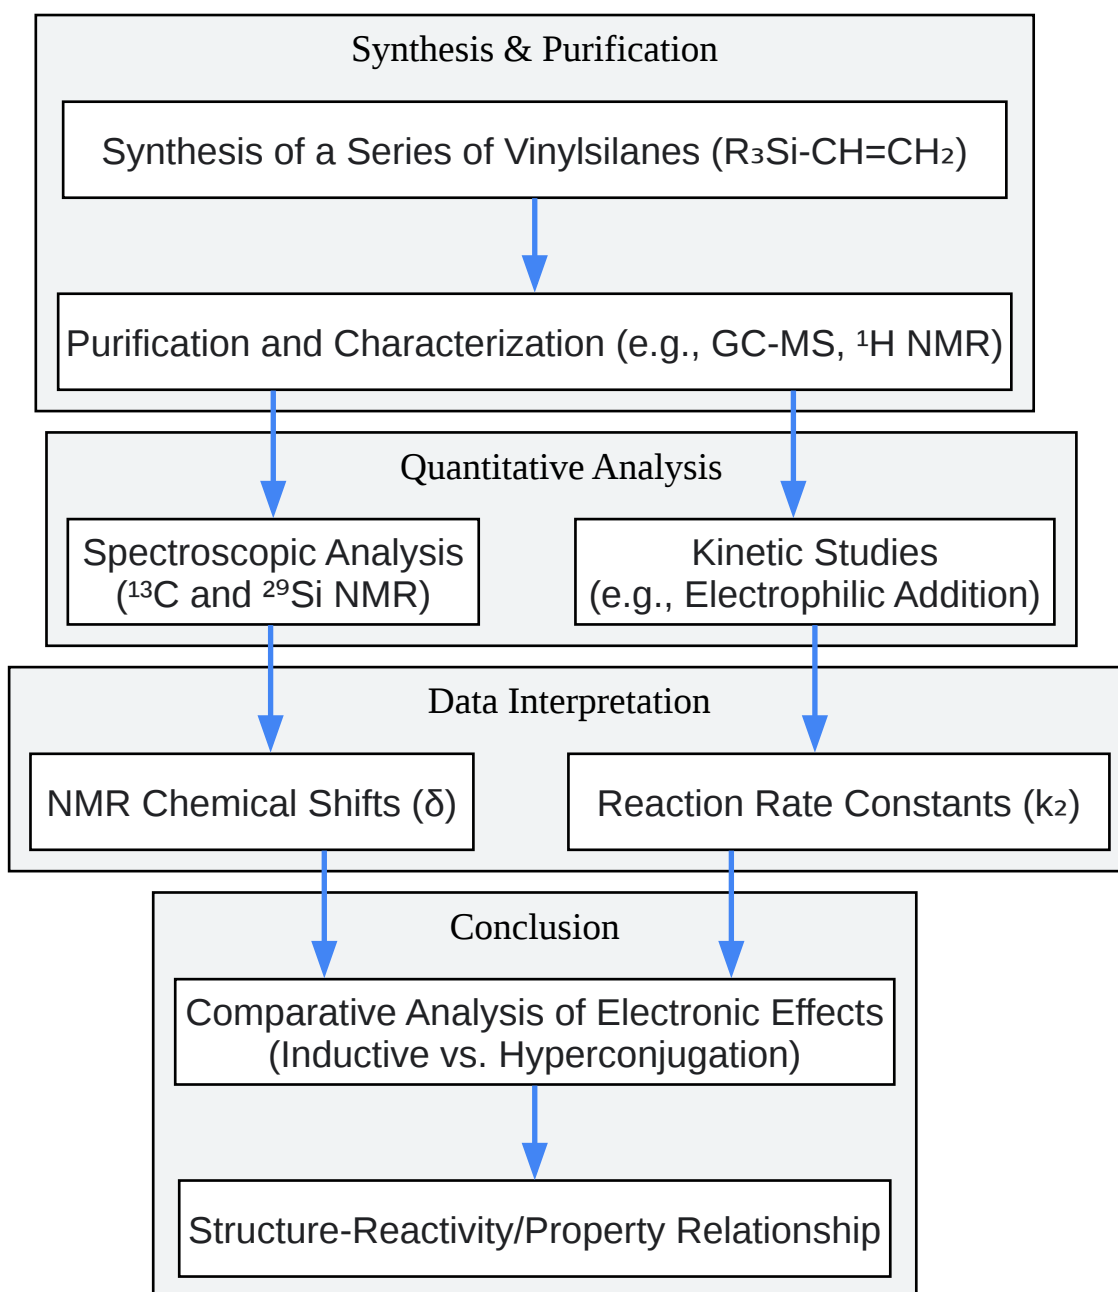 Synthesis & Purification
Synthesis of a Series of Vinylsilanes (R₃Si-CH=CH₂)
Purification and Characterization (e.g., GC-MS, ¹H NMR)
Quantitative Analysis
Spectroscopic Analysis
(¹³C and ²⁹Si NMR)
Kinetic Studies
(e.g., Electrophilic Addition)
Data Interpretation
NMR Chemical Shifts (δ)
Reaction Rate Constants (k₂)
Conclusion
Comparative Analysis of Electronic Effects
(Inductive vs. Hyperconjugation)
Structure-Reactivity/Property Relationship